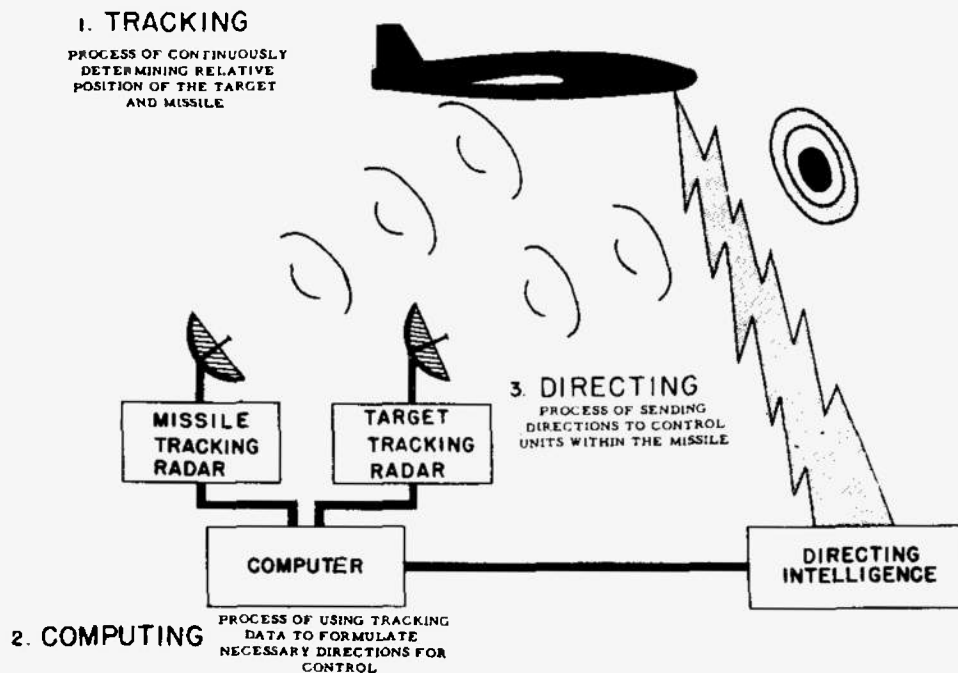 1. TRACKING
PROCESS OF CONTINUOUSLY
DETERMINING RELATIVE
POSITION OF THE TARGET
AND MISSILE
MISSILE
TRACKING
RADAR
TARGET
TRACKING
RADAR
3. DIRECTING
PROCESS OF SENDING
DIRECTIONS TO CONTROL
UNITS WITHIN THE MISSILE
COMPUTER
DIRECTING
INTELLIGENCE
2. COMPUTING
PROCESS OF USING TRACKING
DATA TO FORMULATE
NECESSARY DIRECTIONS FOR
CONTROL